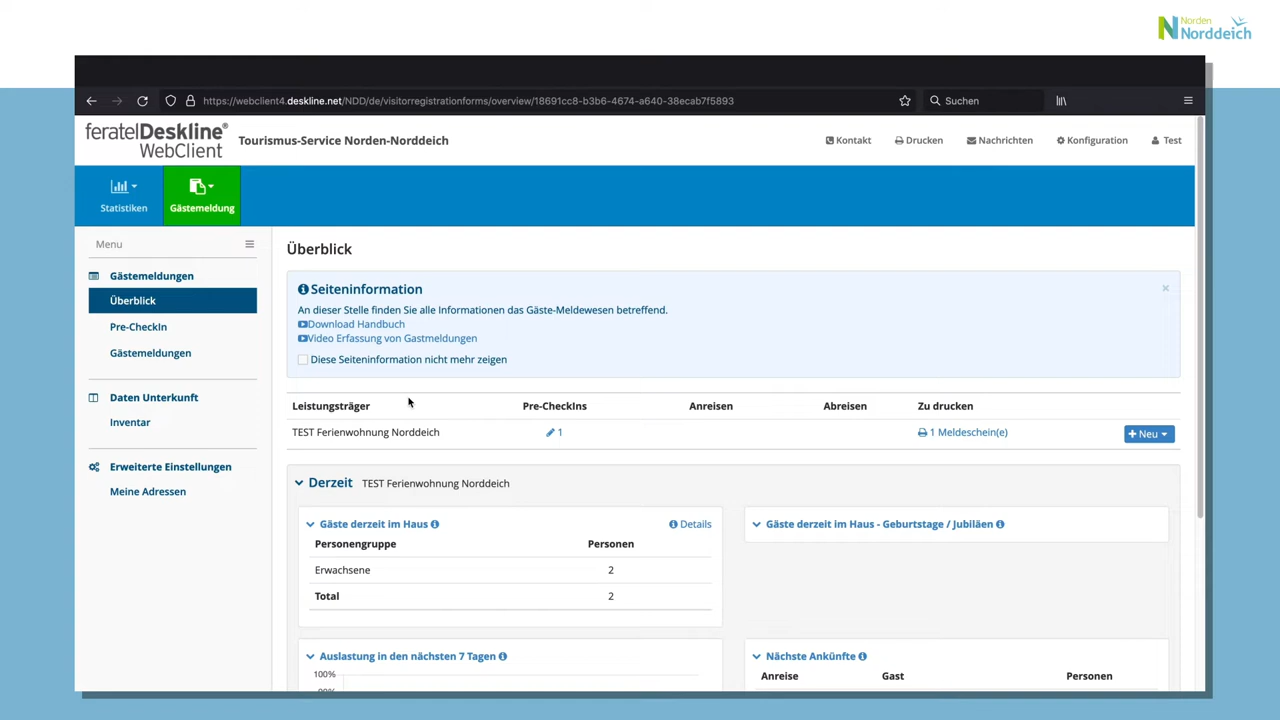 Norden
Norddeich
https://webclient4.deskline.net/NDD/de/visitorregistrationforms/overview/18691cc8-b3b6-4674-a640-38ecab7f5893
Suchen
feratelDeskline®
WebClient
Tourismus-Service Norden-Norddeich
Kontakt
Drucken
Nachrichten
Konfiguration
Test
Statistiken
Gästemeldung
Menu
Gästemeldungen
Überblick
Pre-CheckIn
Gästemeldungen
Daten Unterkunft
Inventar
Erweiterte Einstellungen
Meine Adressen
Überblick
Seiteninformation
An dieser Stelle finden Sie alle Informationen das Gäste-Meldewesen betreffend.
Download Handbuch
Video Erfassung von Gastmeldungen
Diese Seiteninformation nicht mehr zeigen
Leistungsträger Pre-CheckIns Anreisen Abreisen Zu drucken
TEST Ferienwohnung Norddeich 1 1 Meldeschein(e) Neu
Derzeit TEST Ferienwohnung Norddeich
Gäste derzeit im Haus Details
Personengruppe Personen
Erwachsene 2
Total 2
Gäste derzeit im Haus - Geburtstage / Jubiläen
Auslastung in den nächsten 7 Tagen
100%
Nächste Ankünfte
Anreise Gast Personen